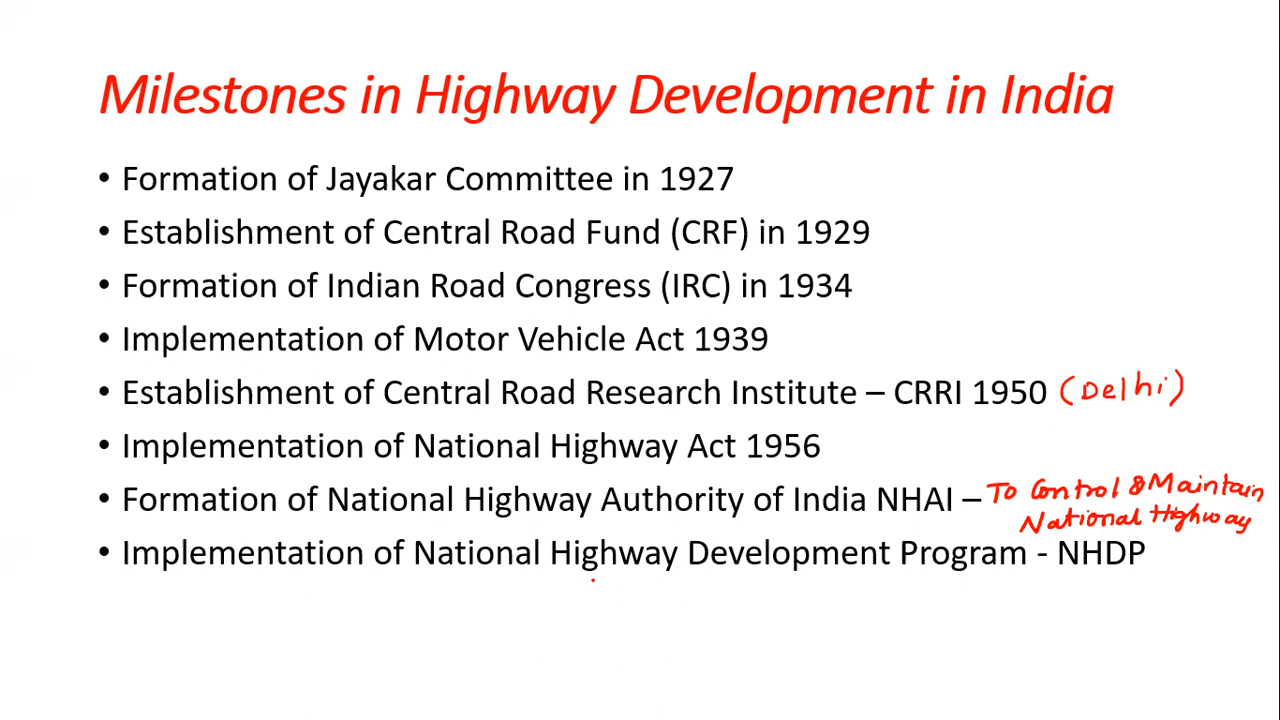 Milestones in Highway Development in India
• Formation of Jayakar Committee in 1927
• Establishment of Central Road Fund (CRF) in 1929
• Formation of Indian Road Congress (IRC) in 1934
• Implementation of Motor Vehicle Act 1939
• Establishment of Central Road Research Institute – CRRI 1950 (Delhi)
• Implementation of National Highway Act 1956
• Formation of National Highway Authority of India NHAI – To Control & Maintain
National Highway
• Implementation of National Highway Development Program - NHDP